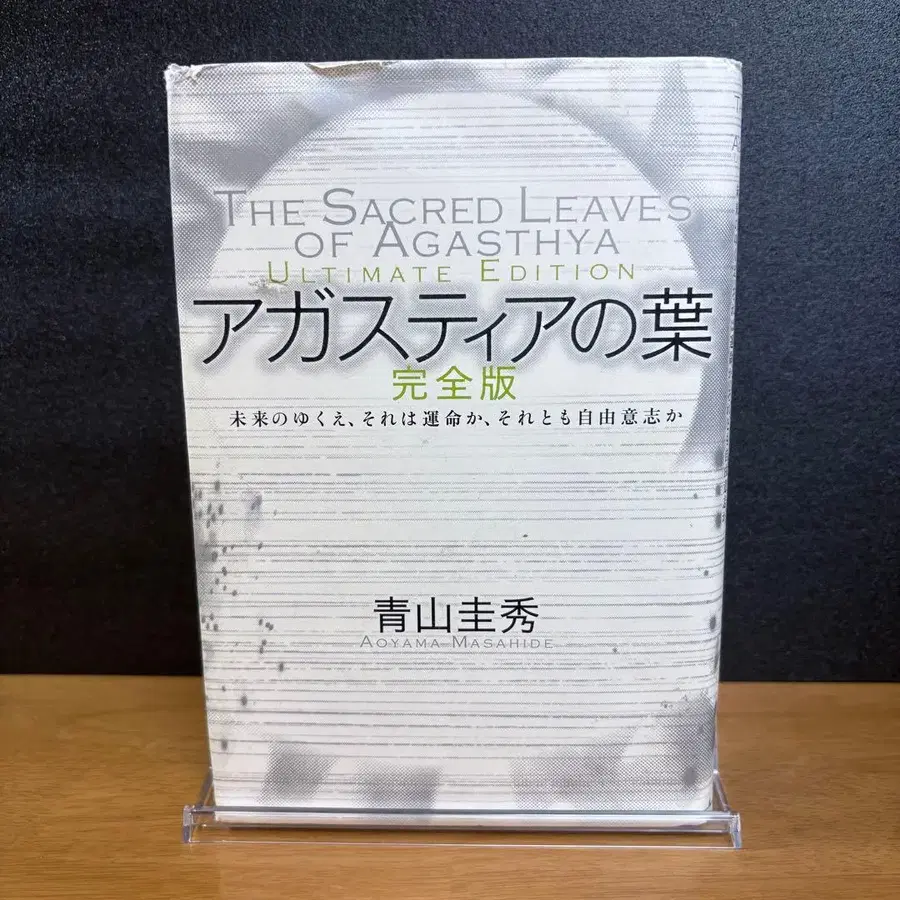 THE SACRED LEAVES
OF AGASTHYA
ULTIMATE EDITION
アガスティアの葉
完全版
未来のゆくえ、それは運命か、それとも自由意志か
青山圭秀
AOYAMA MASAHIDE